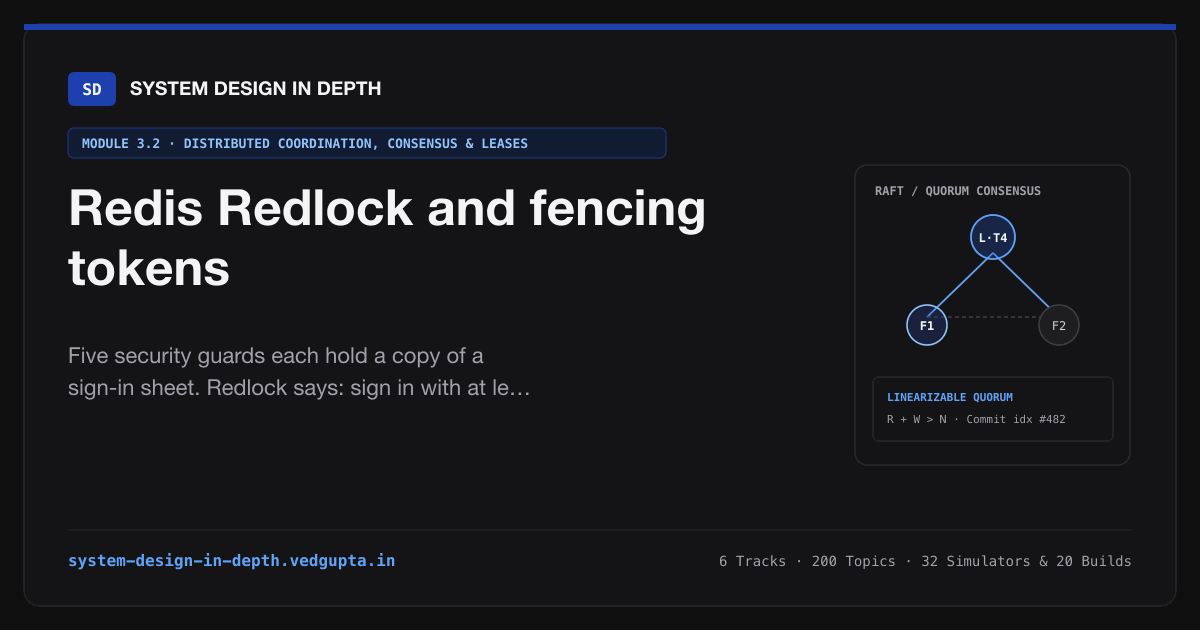 SD SYSTEM DESIGN IN DEPTH
MODULE 3.2 · DISTRIBUTED COORDINATION, CONSENSUS & LEASES
Redis Redlock and fencing
tokens
Five security guards each hold a copy of a
sign-in sheet. Redlock says: sign in with at le…
RAFT / QUORUM CONSENSUS
L·T4
F1
F2
LINEARIZABLE QUORUM
R + W > N · Commit idx #482
system-design-in-depth.vedgupta.in
6 Tracks · 200 Topics · 32 Simulators & 20 Builds